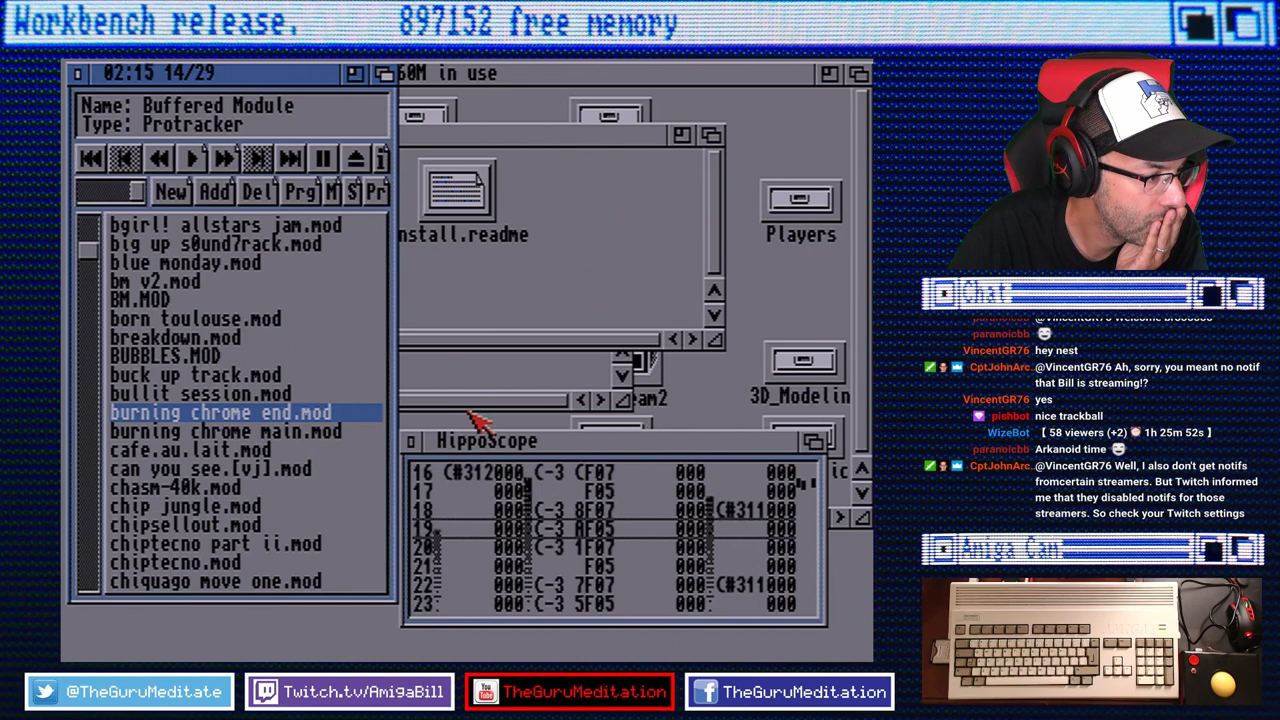 Workbench release. 897152 free memory
02:15 14/29
60M in use
Name: Buffered Module
Type: Protracker
New Add Del Prg M S Pr
bgirl! allstars jam.mod
big up s0und7rack.mod
blue monday.mod
bm v2.mod
BM.MOD
born toulouse.mod
breakdown.mod
BUBBLES.MOD
buck up track.mod
bullit session.mod
burning chrome end.mod
burning chrome main.mod
cafe.au.lait.mod
can you see.[vj].mod
chasm-40k.mod
chip jungle.mod
chipsellout.mod
chiptecno part ii.mod
chiptecno.mod
chiquago move one.mod
nstall.readme
Players
eam2
3D_Modelin
ic
Hipposcope
16 C#312000 C-3 CF07 000 000
17 000 F05 000 000
18 000 C-3 8F07 000 C#311000
19 000 C-3 AF05 000 000
20 000 C-3 1F07 000 000
21 000 F05 000 000
22 000 C-3 7F07 000 C#311000
23 000 C-3 5F05 000 000
Chat
paranoicbb
VincentGR76 hey nest
CptJohnArc.. @VincentGR76 Ah, sorry, you meant no notif
that Bill is streaming!?
VincentGR76 yes
pishbot nice trackball
WizeBot 【 58 viewers (+2) ⏰ 1h 25m 52s 】
paranoicbb Arkanoid time
CptJohnArc.. @VincentGR76 Well, I also don't get notifs
fromcertain streamers. But Twitch informed
me that they disabled notifs for those
streamers. So check your Twitch settings
Amiga Cam
@TheGuruMeditate
Twitch.tv/AmigaBill
You Tube TheGuruMeditation
TheGuruMeditation